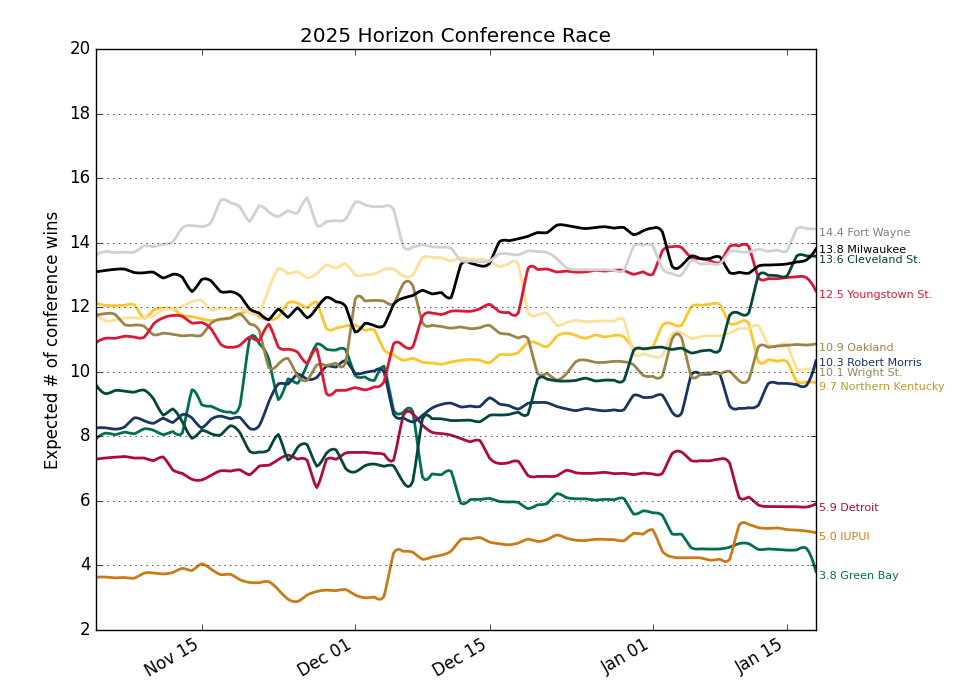 2025 Horizon Conference Race
Expected # of conference wins
20
18
16
14
12
10
8
6
4
2
Nov 15
Dec 01
Dec 15
Jan 01
Jan 15
14.4 Fort Wayne
13.8 Milwaukee
13.6 Cleveland St.
12.5 Youngstown St.
10.9 Oakland
10.3 Robert Morris
10.1 Wright St.
9.7 Northern Kentucky
5.9 Detroit
5.0 IUPUI
3.8 Green Bay